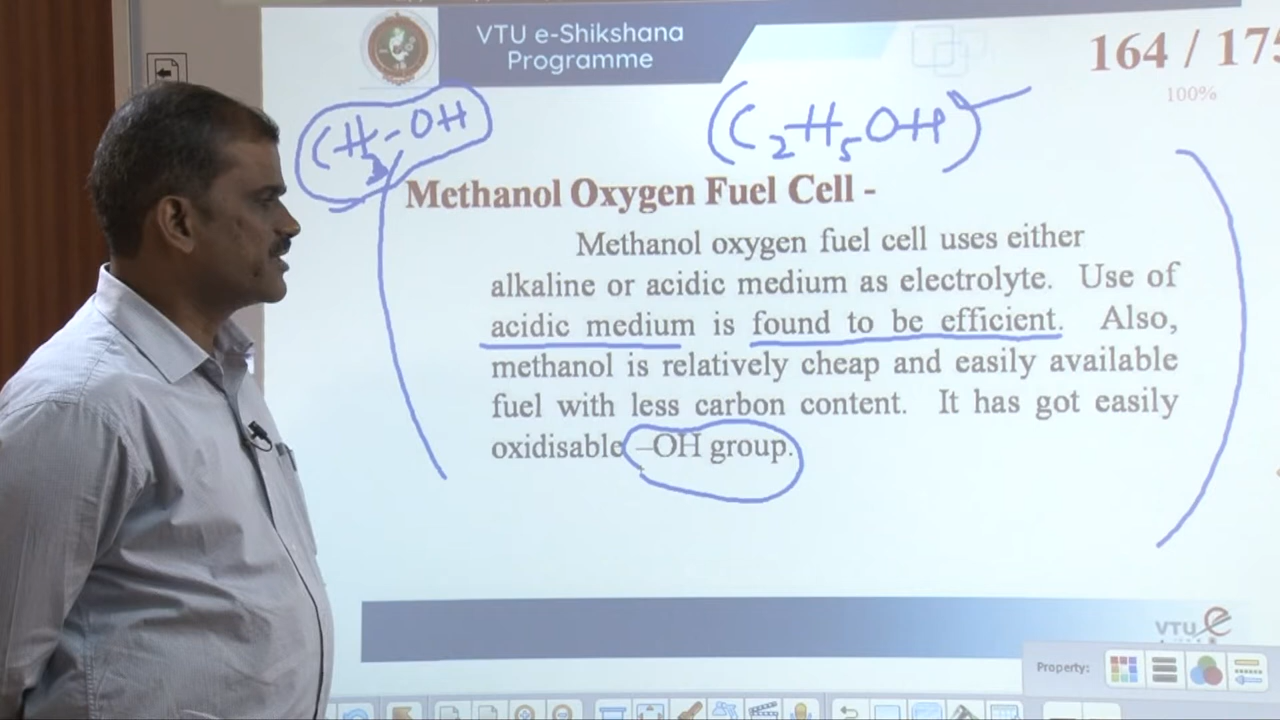 VTU e-Shikshana
Programme
164 / 175
100%
CH3-OH
(C2H5OH)
Methanol Oxygen Fuel Cell -
Methanol oxygen fuel cell uses either
alkaline or acidic medium as electrolyte. Use of
acidic medium is found to be efficient. Also,
methanol is relatively cheap and easily available
fuel with less carbon content. It has got easily
oxidisable –OH group.
VTU e
Property: